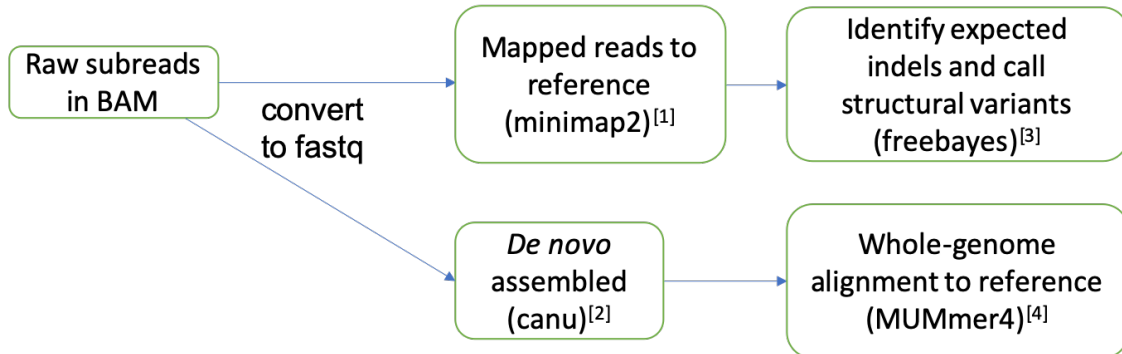 Raw subreads
in BAM
convert
to fastq
Mapped reads to
reference
(minimap2)[1]
Identify expected
indels and call
structural variants
(freebayes)[3]
De novo
assembled
(canu)[2]
Whole-genome
alignment to reference
(MUMmer4)[4]